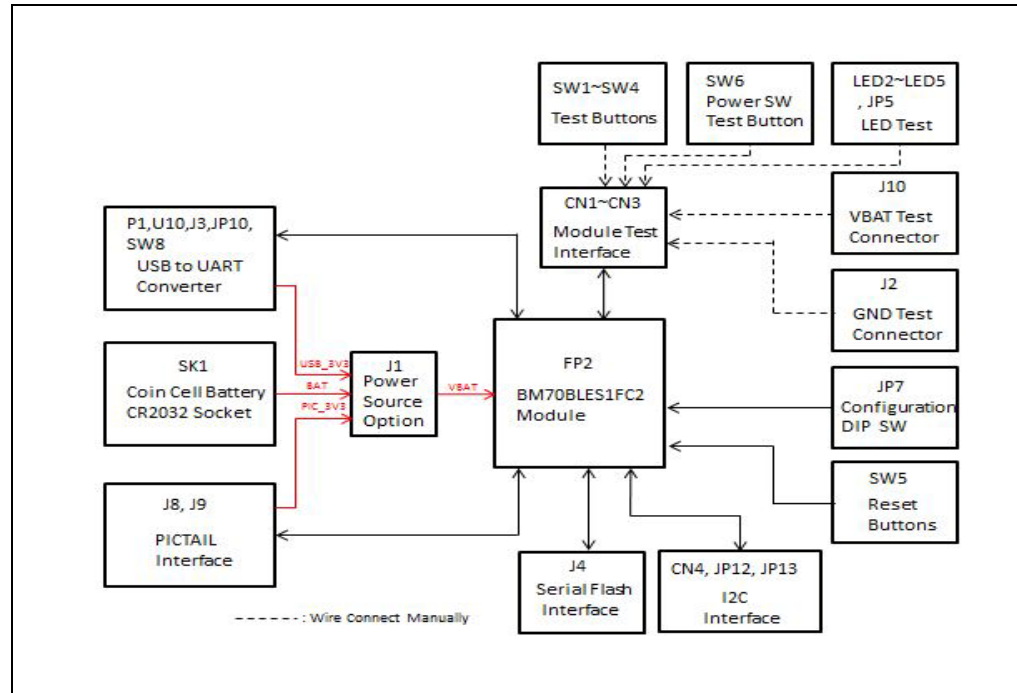 SW1~SW4
Test Buttons
SW6
Power SW
Test Button
LED2~LED5
, JP5
LED Test
P1,U10,J3,JP10,
SW8
USB to UART
Converter
CN1~CN3
Module Test
Interface
J10
VBAT Test
Connector
J2
GND Test
Connector
SK1
Coin Cell Battery
CR2032 Socket
USB_3V3
BAT
PIC_3V3
J1
Power
Source
Option
VBAT
FP2
BM70BLES1FC2
Module
JP7
Configuration
DIP SW
SW5
Reset
Buttons
J8, J9
PICTAIL
Interface
J4
Serial Flash
Interface
CN4, JP12, JP13
I2C
Interface
------- : Wire Connect Manually